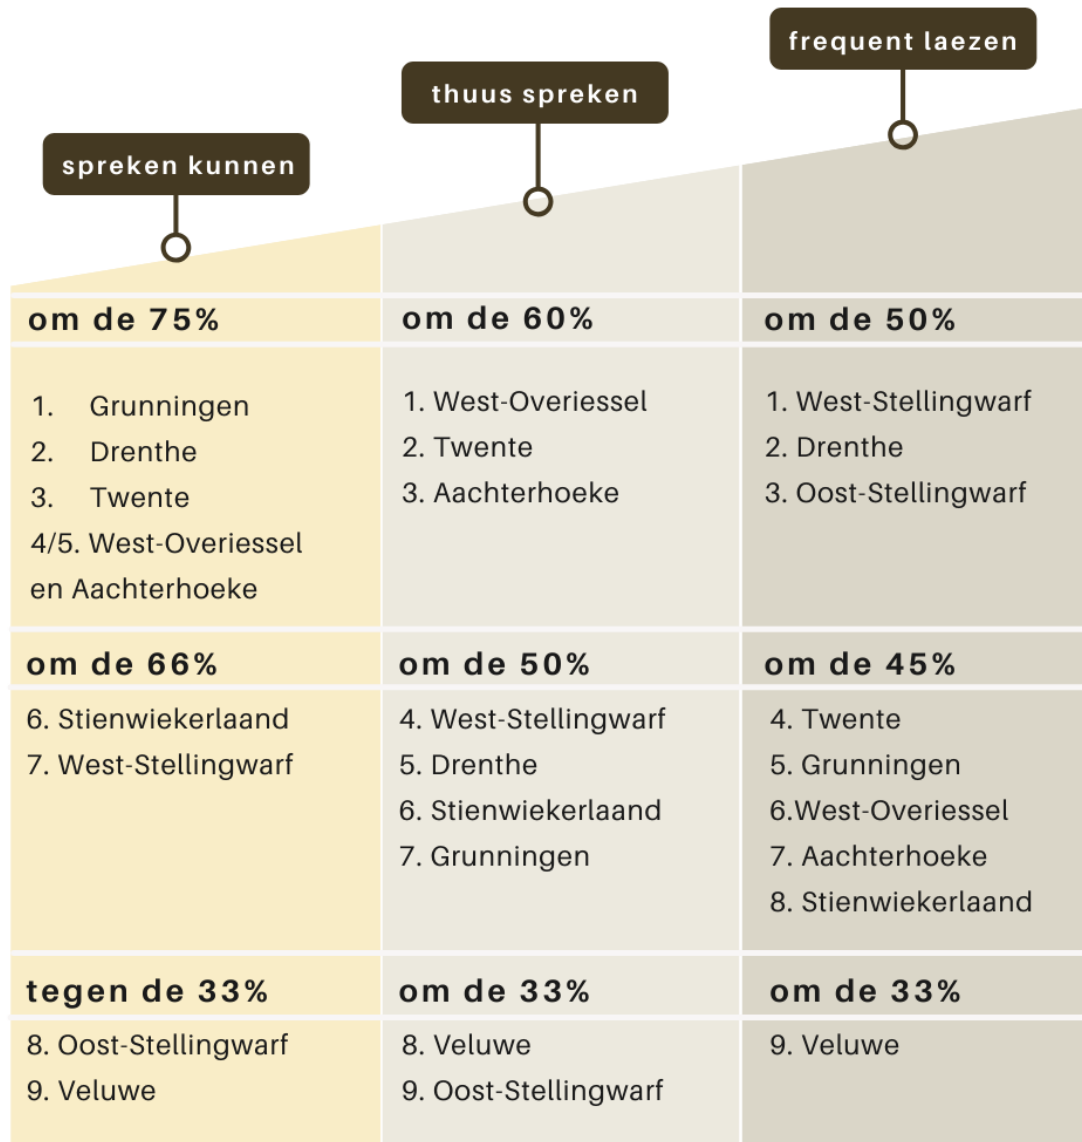 spreken kunnen
thuus spreken
frequent laezen
om de 75%
1. Grunningen
2. Drenthe
3. Twente
4/5. West-Overiessel
en Aachterhoeke
om de 60%
1. West-Overiessel
2. Twente
3. Aachterhoeke
om de 50%
1. West-Stellingwarf
2. Drenthe
3. Oost-Stellingwarf
om de 66%
6. Stienwiekerlaand
7. West-Stellingwarf
om de 50%
4. West-Stellingwarf
5. Drenthe
6. Stienwiekerlaand
7. Grunningen
om de 45%
4. Twente
5. Grunningen
6.West-Overiessel
7. Aachterhoeke
8. Stienwiekerlaand
tegen de 33%
8. Oost-Stellingwarf
9. Veluwe
om de 33%
8. Veluwe
9. Oost-Stellingwarf
om de 33%
9. Veluwe